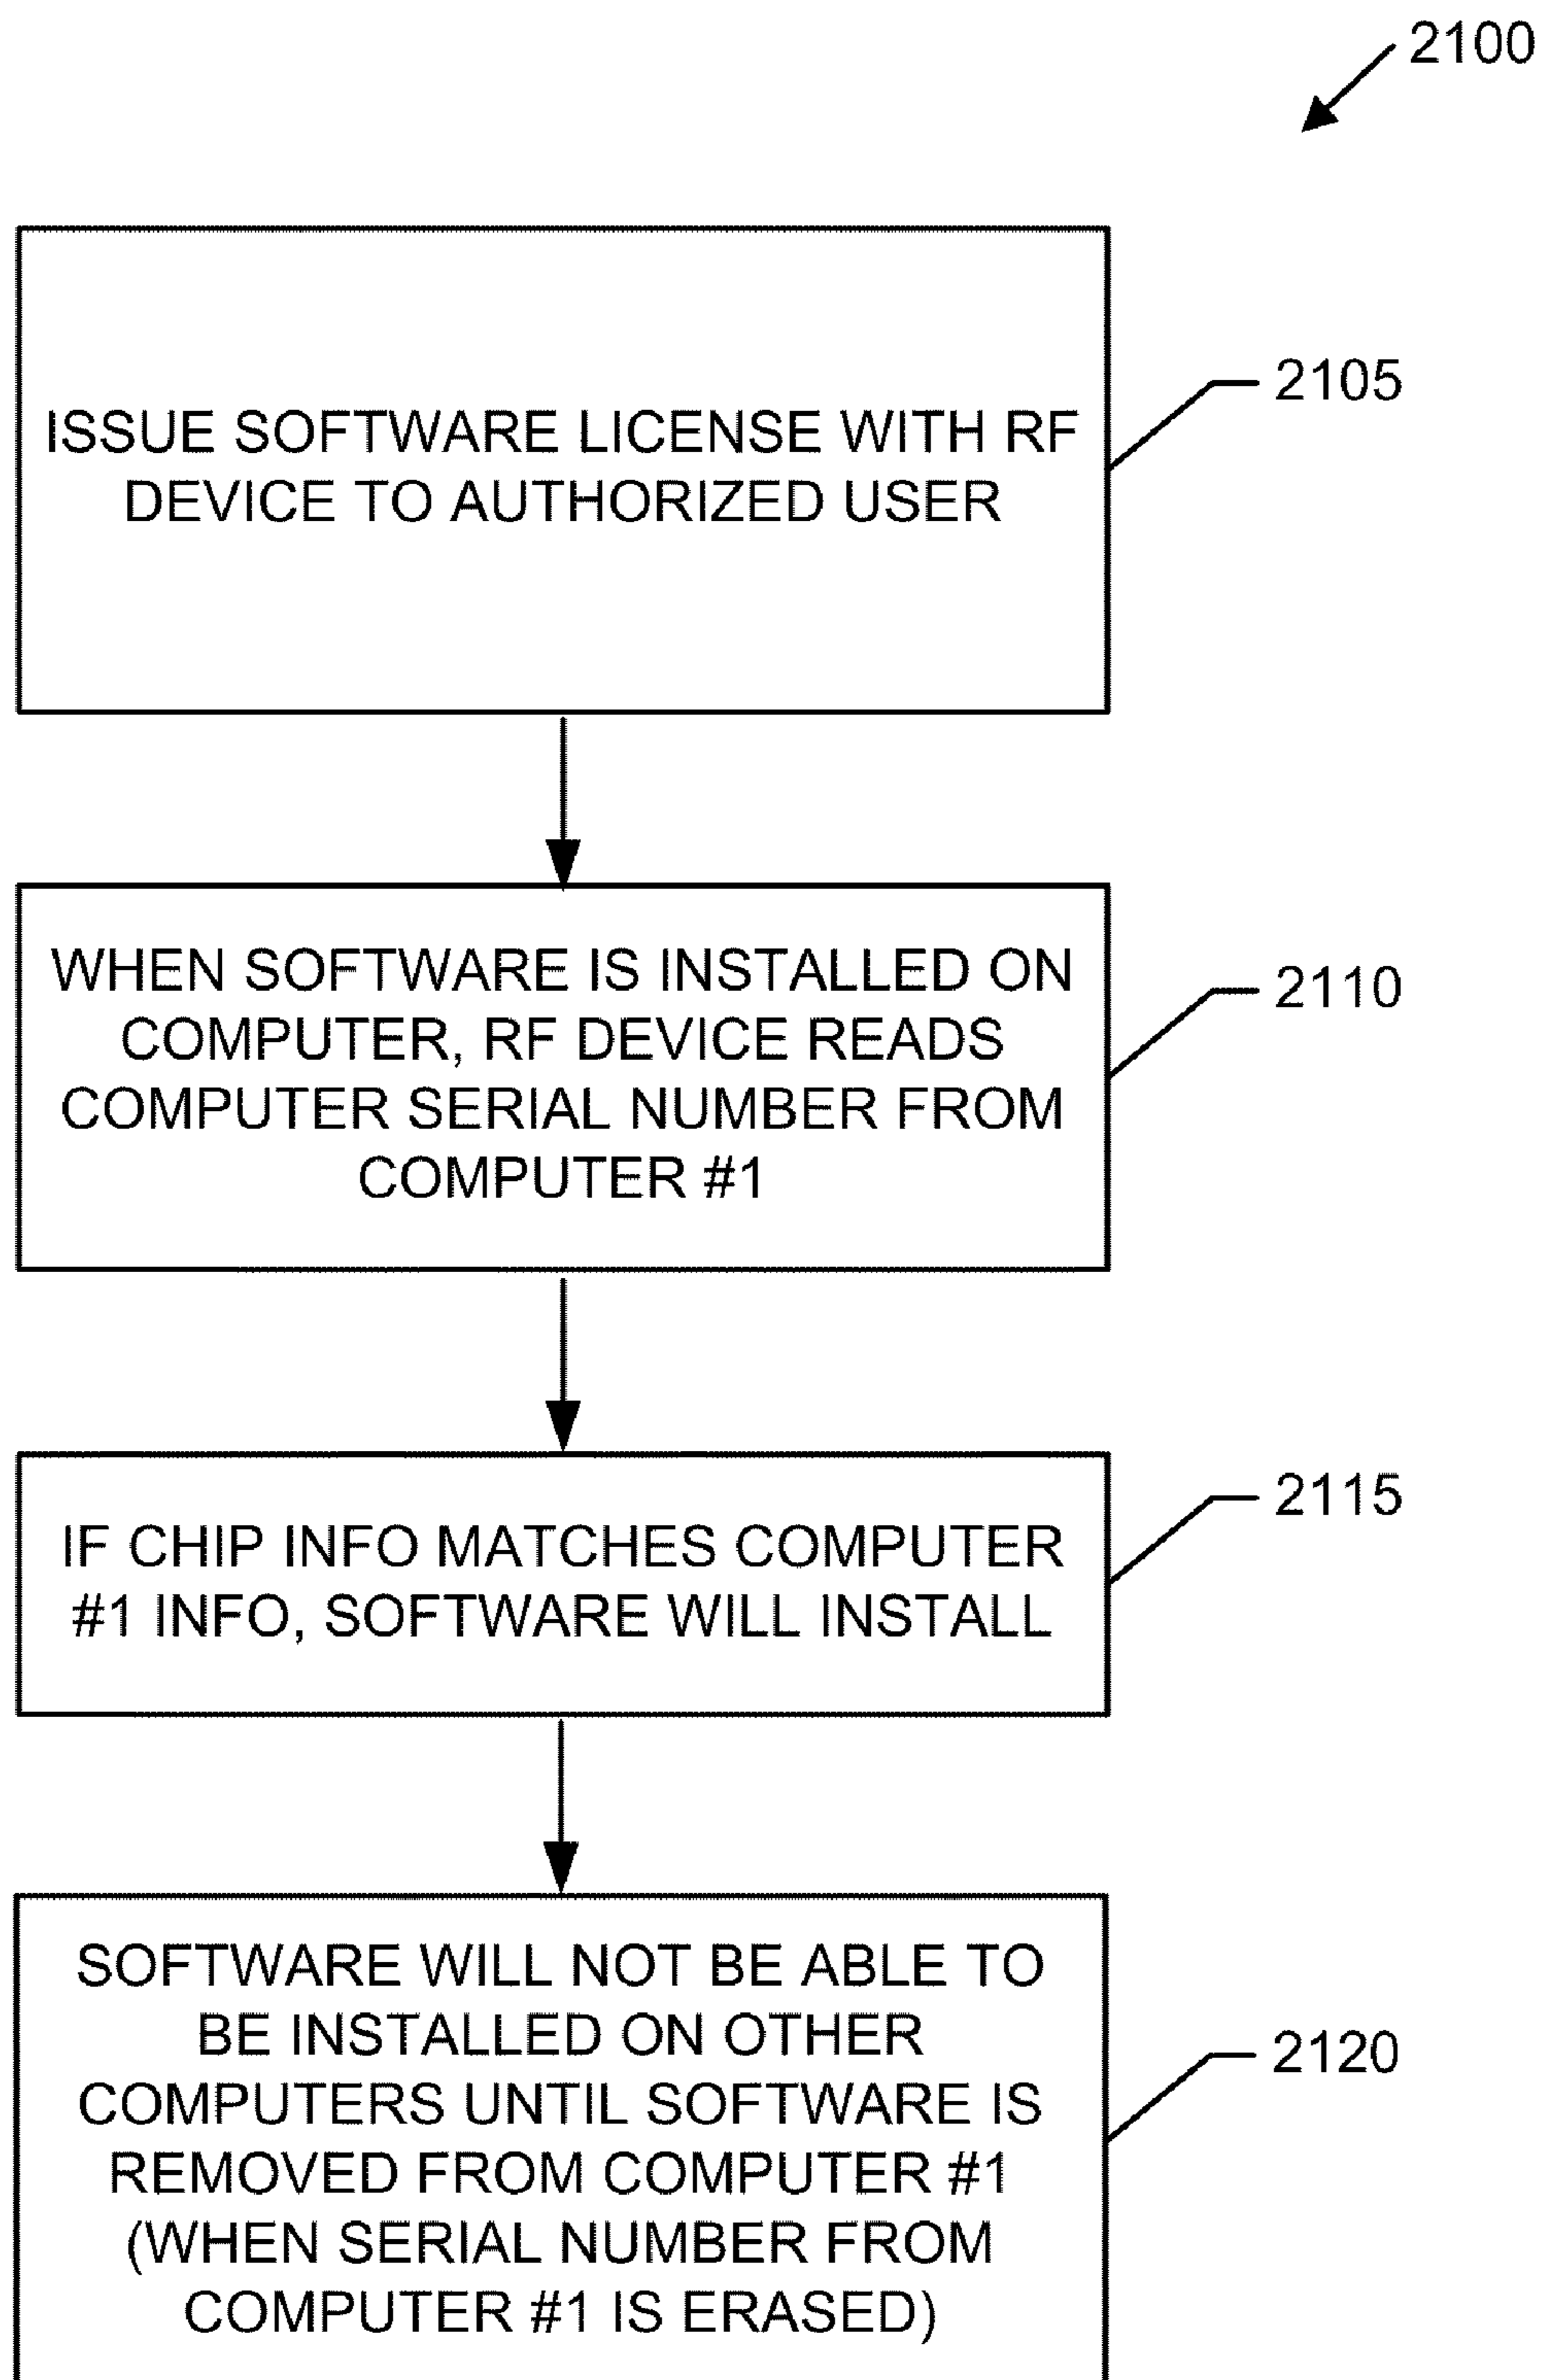 2100
ISSUE SOFTWARE LICENSE WITH RF
DEVICE TO AUTHORIZED USER
2105
WHEN SOFTWARE IS INSTALLED ON
COMPUTER, RF DEVICE READS
COMPUTER SERIAL NUMBER FROM
COMPUTER #1
2110
IF CHIP INFO MATCHES COMPUTER
#1 INFO, SOFTWARE WILL INSTALL
2115
SOFTWARE WILL NOT BE ABLE TO
BE INSTALLED ON OTHER
COMPUTERS UNTIL SOFTWARE IS
REMOVED FROM COMPUTER #1
(WHEN SERIAL NUMBER FROM
COMPUTER #1 IS ERASED)
2120